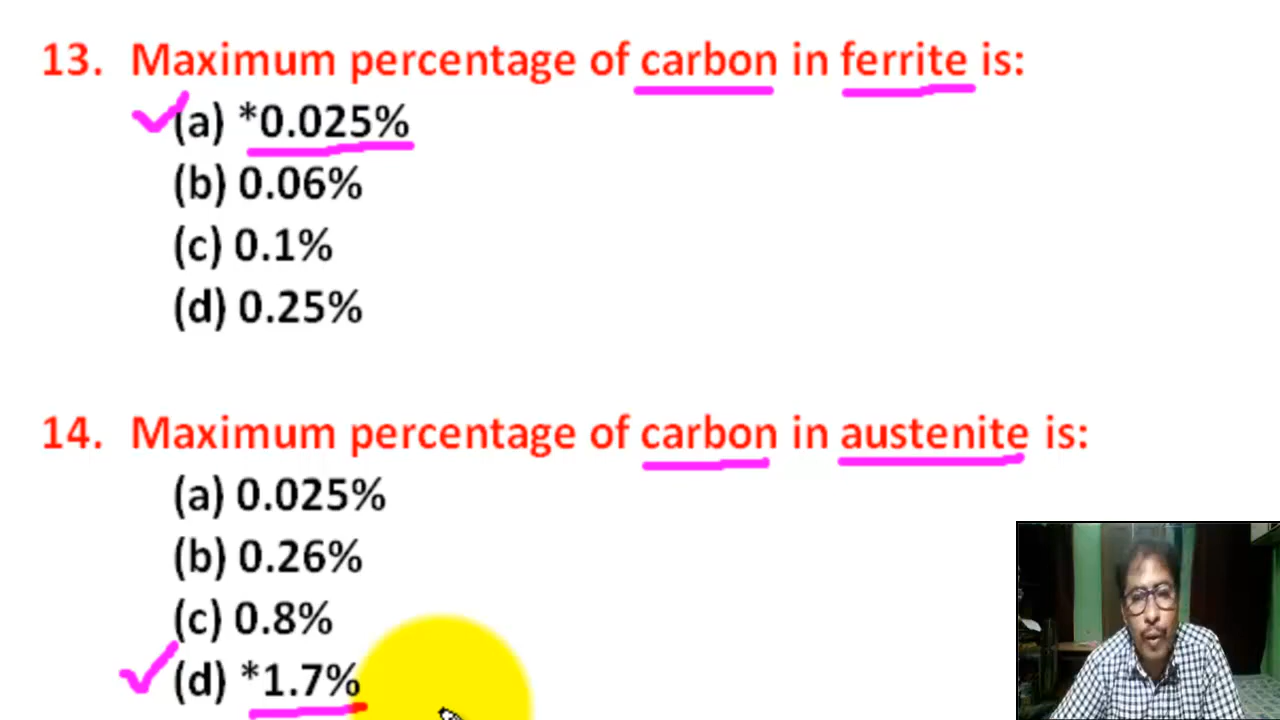 13. Maximum percentage of carbon in ferrite is:
(a) *0.025%
(b) 0.06%
(c) 0.1%
(d) 0.25%
14. Maximum percentage of carbon in austenite is:
(a) 0.025%
(b) 0.26%
(c) 0.8%
(d) *1.7%